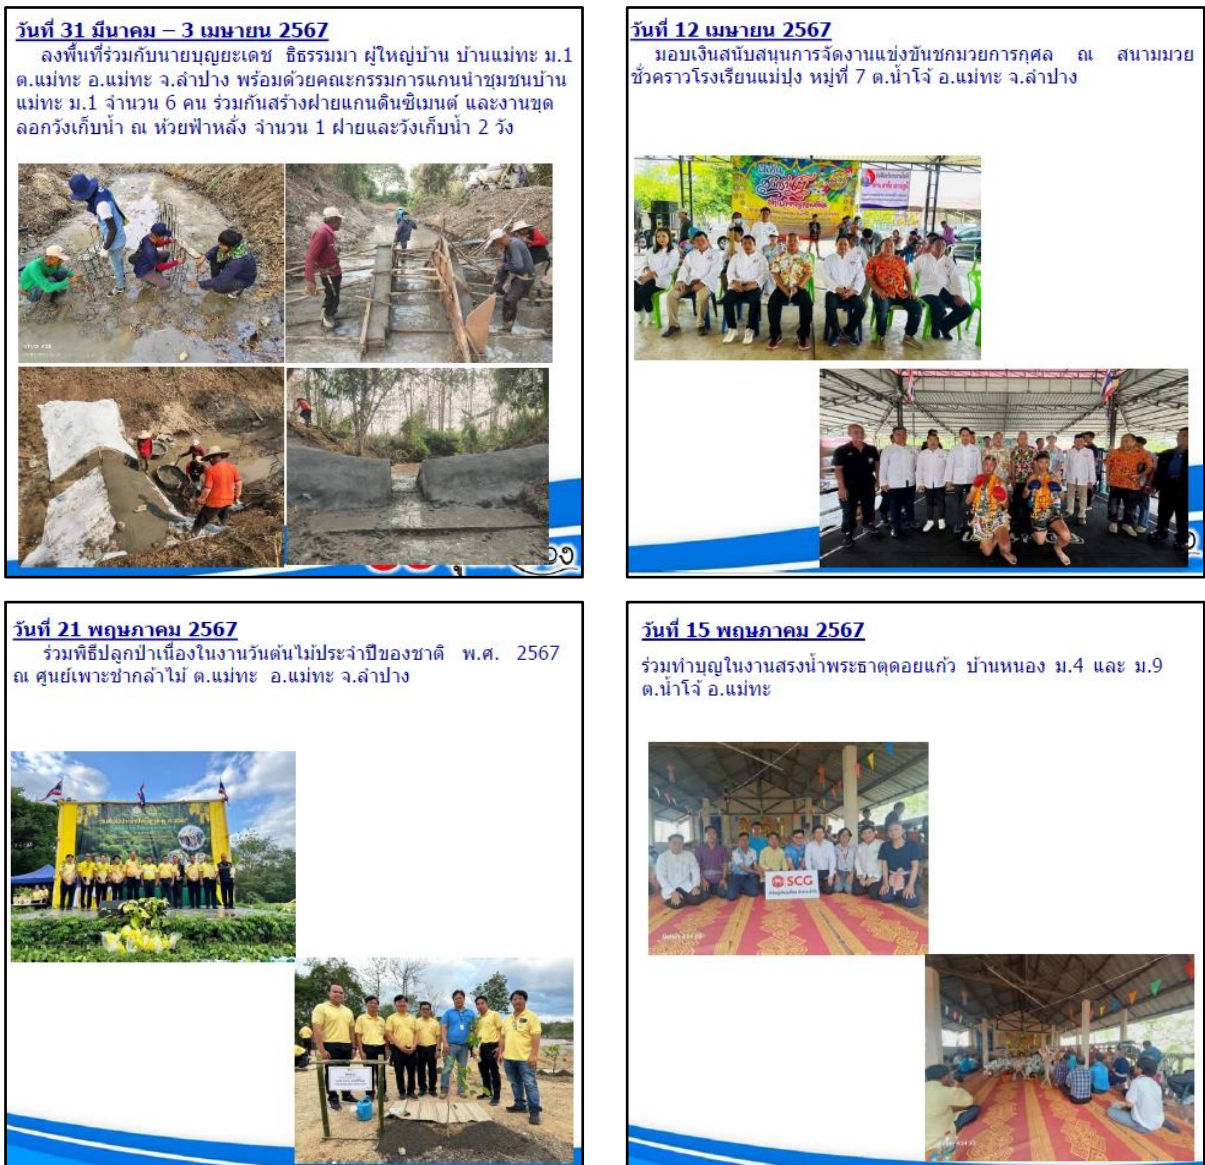 วันที่ 31 มีนาคม – 3 เมษายน 2567
ลงพื้นที่ร่วมกับนายบุญยะเดช ธิธรรมมา ผู้ใหญ่บ้าน บ้านแม่ทะ ม.1
ต.แม่ทะ อ.แม่ทะ จ.ลำปาง พร้อมด้วยคณะกรรมการแกนนำชุมชนบ้าน
แม่ทะ ม.1 จำนวน 6 คน ร่วมกันสร้างฝายแกนดินซิเมนต์ และงานขุด
ลอกวังเก็บน้ำ ณ ห้วยฟ้าหลั่ง จำนวน 1 ฝายและวังเก็บน้ำ 2 วัง
วันที่ 12 เมษายน 2567
มอบเงินสนับสนุนการจัดงานแข่งขันชกมวยการกุศล ณ สนามมวย
ชั่วคราวโรงเรียนแม่ปุง หมู่ที่ 7 ต.น้ำโจ้ อ.แม่ทะ จ.ลำปาง
วันที่ 21 พฤษภาคม 2567
ร่วมพิธีปลูกป่าเนื่องในงานวันต้นไม้ประจำปีของชาติ พ.ศ. 2567
ณ ศูนย์เพาะชำกล้าไม้ ต.แม่ทะ อ.แม่ทะ จ.ลำปาง
วันที่ 15 พฤษภาคม 2567
ร่วมทำบุญในงานสรงน้ำพระธาตุดอยแก้ว บ้านหนอง ม.4 และ ม.9
ต.น้ำโจ้ อ.แม่ทะ
SCG